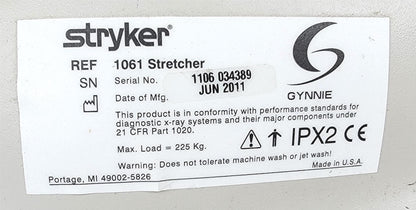 stryker®
REF 1061 Stretcher
SN Serial No. 1106 034389
Date of Mfg. JUN 2011
GYNNIE
This product is in conformity with performance standards for
diagnostic x-ray systems and their major components under
21 CFR Part 1020.
Max. Load = 225 Kg.
IPX2 CE
Warning: Does not tolerate machine wash or jet wash!
Portage, MI 49002-5826
Made in U.S.A.